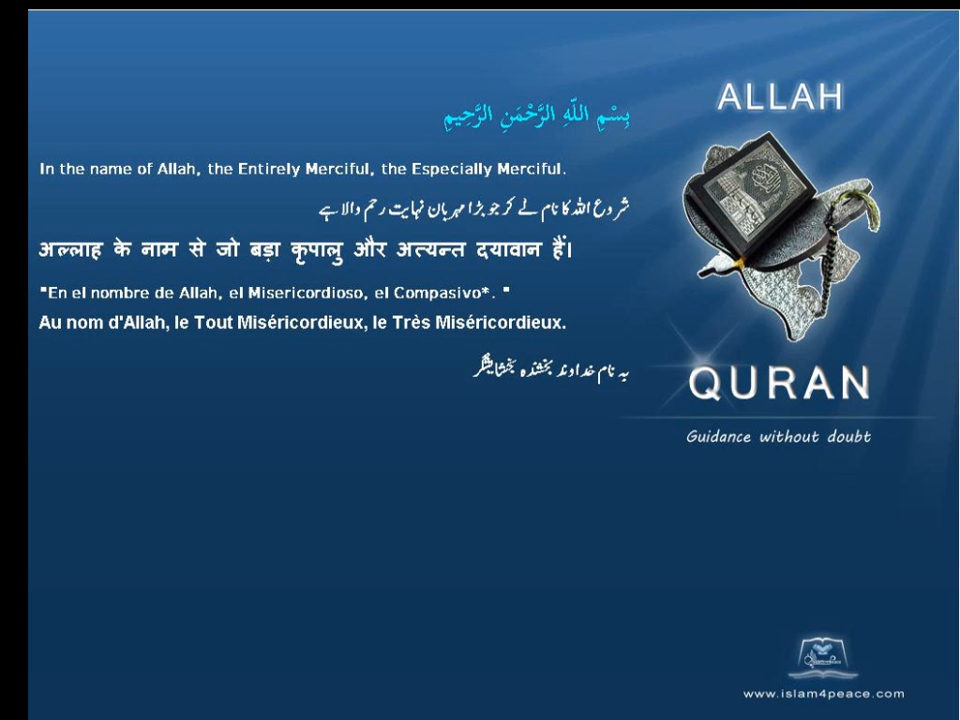 بِسْمِ اللّهِ الرَّحْمَنِ الرَّحِيمِ
In the name of Allah, the Entirely Merciful, the Especially Merciful.
شروع الله کا نام لے کر جو بڑا مہربان نہایت رحم والا ہے
अल्लाह के नाम से जो बड़ा कृपालु और अत्यन्त दयावान हैं।
"En el nombre de Allah, el Misericordioso, el Compasivo*. "
Au nom d'Allah, le Tout Miséricordieux, le Très Miséricordieux.
به نام خداوند بخشنده بخشایشگر
ALLAH
QURAN
Guidance without doubt
www.islam4peace.com